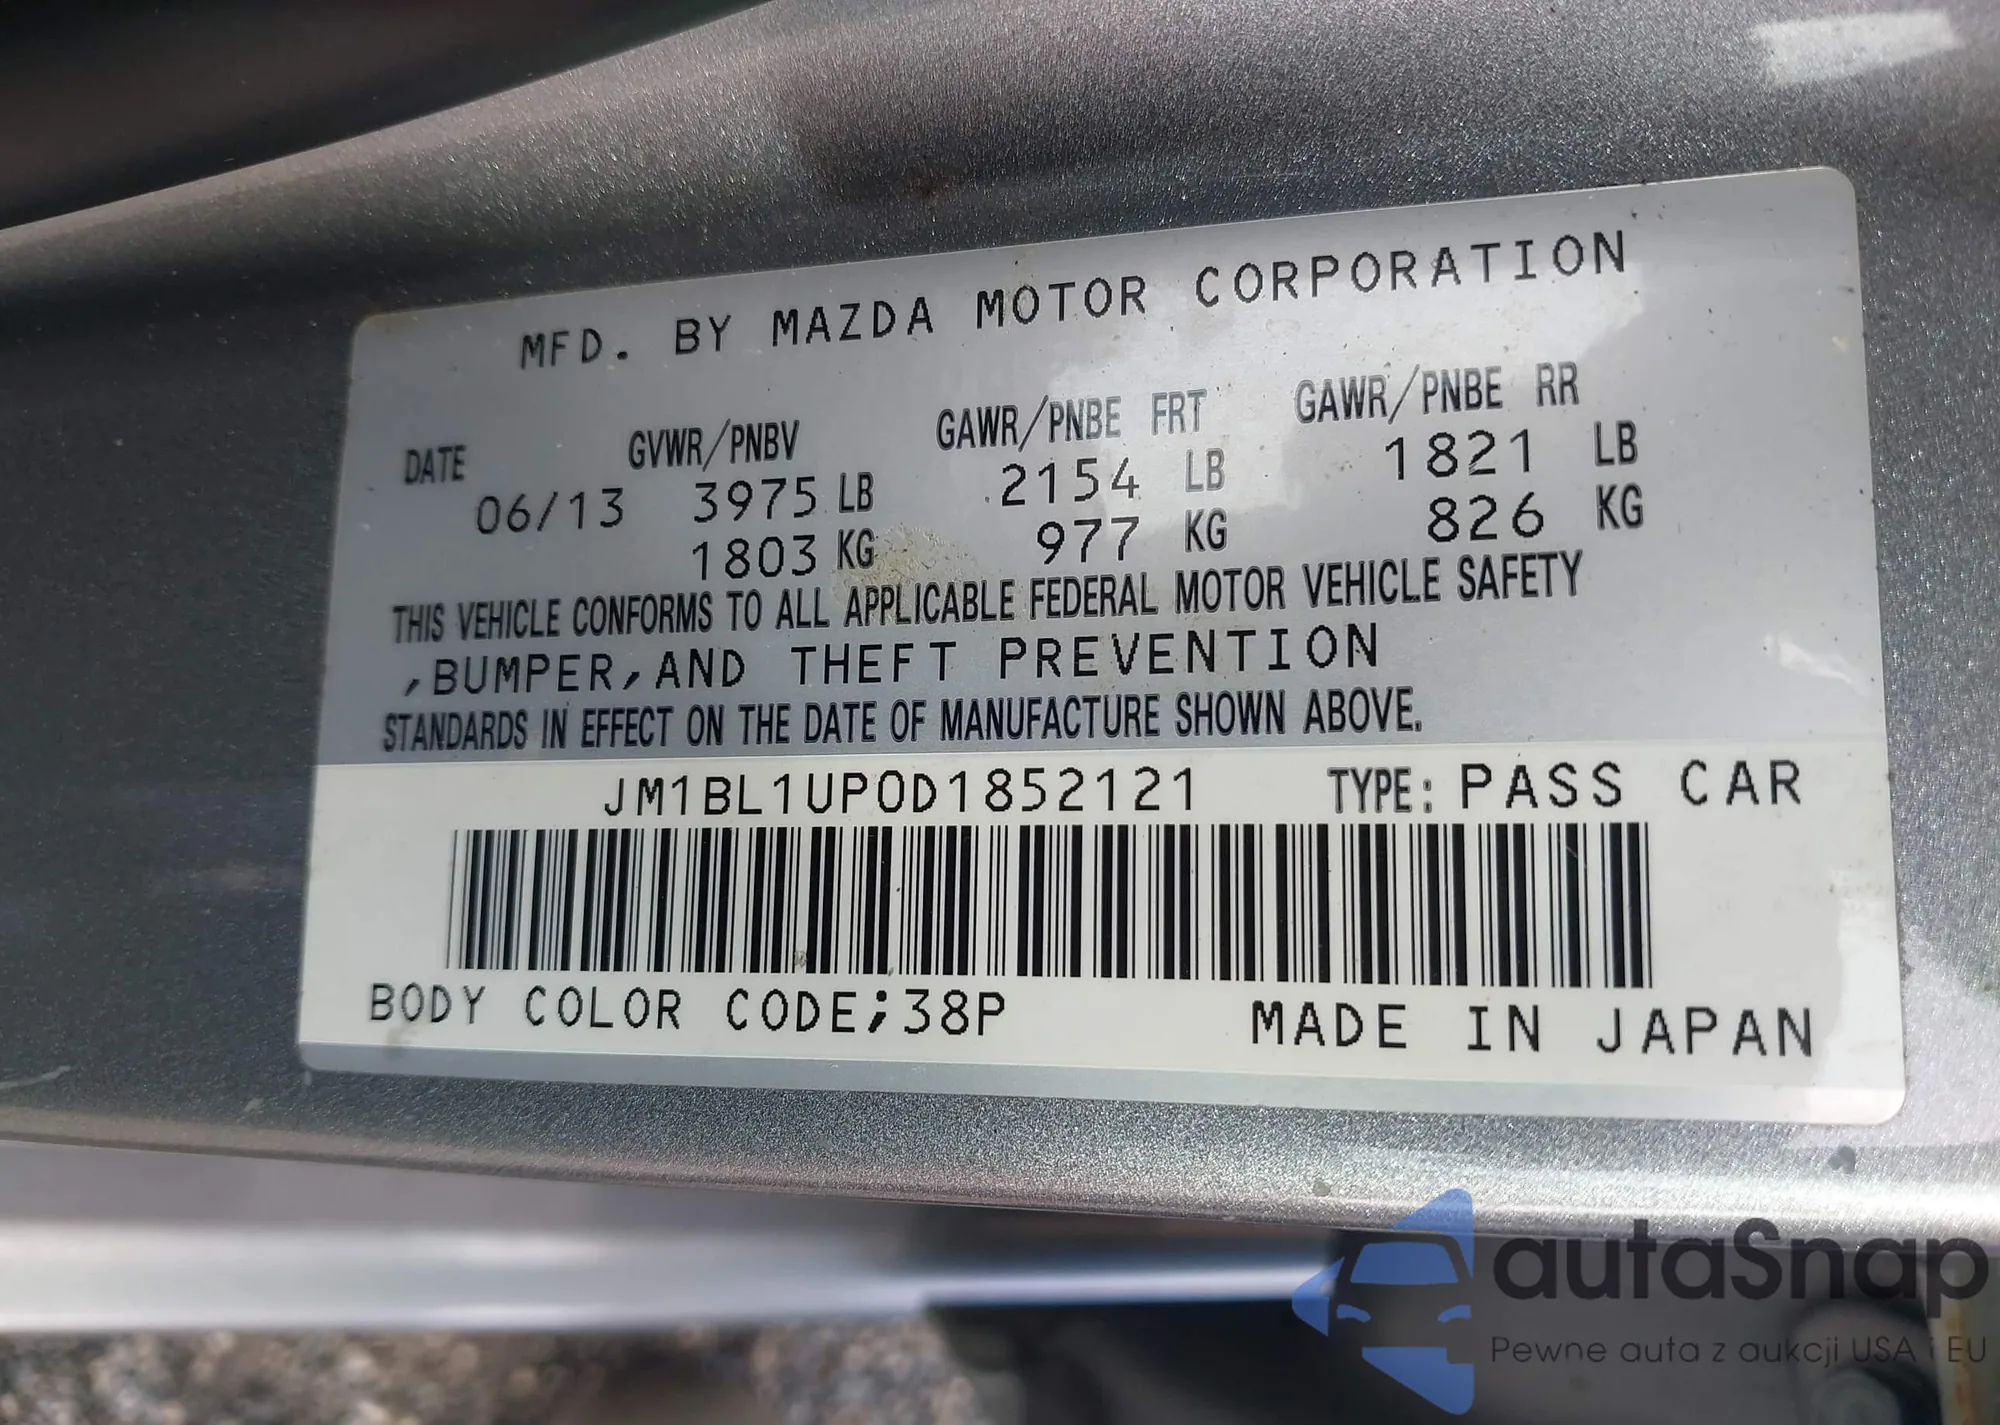 MFD. BY MAZDA MOTOR CORPORATION
DATE GVWR/PNBV GAWR/PNBE FRT GAWR/PNBE RR
06/13 3975 LB 2154 LB 1821 LB
1803 KG 977 KG 826 KG
THIS VEHICLE CONFORMS TO ALL APPLICABLE FEDERAL MOTOR VEHICLE SAFETY
,BUMPER,AND THEFT PREVENTION
STANDARDS IN EFFECT ON THE DATE OF MANUFACTURE SHOWN ABOVE.
JM1BL1UP0D1852121 TYPE: PASS CAR
BODY COLOR CODE;38P MADE IN JAPAN
autaSnap
Pewne auta z aukcji USA i EU